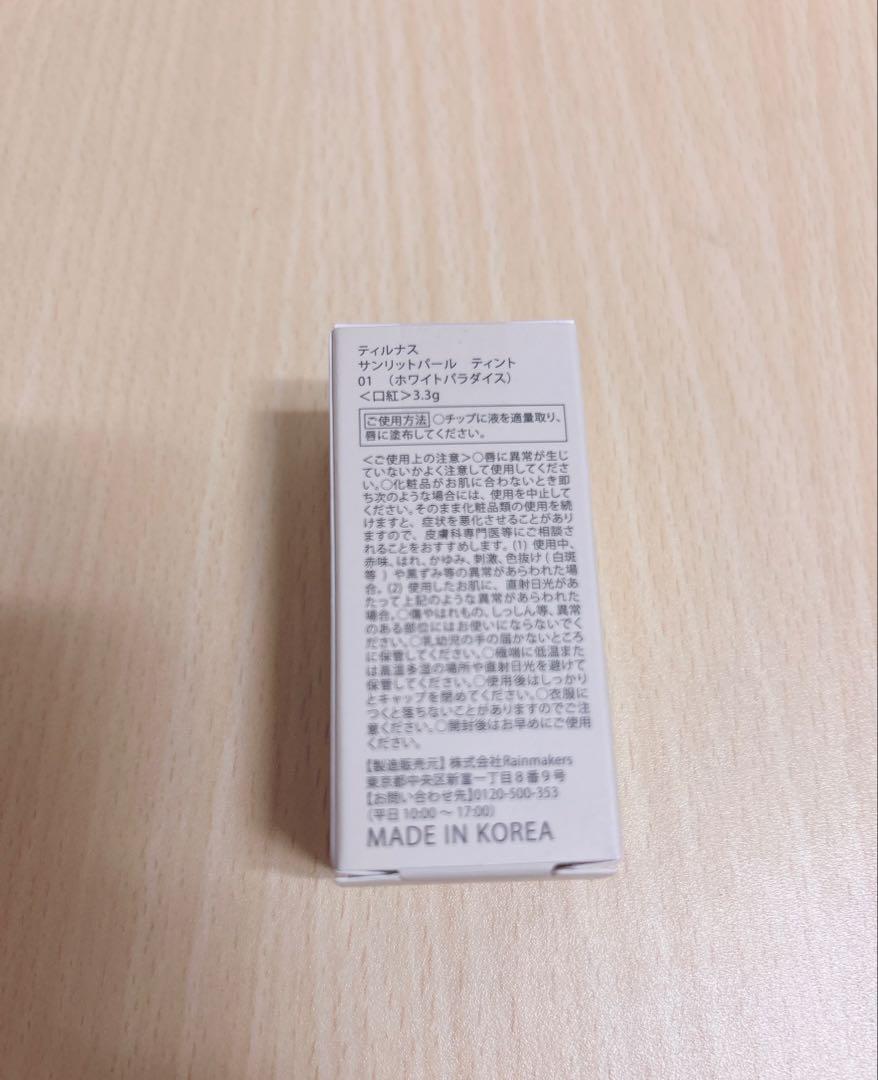 ティルナス
サンリットパール　ティント
01　（ホワイトパラダイス）
＜口紅＞3.3g
ご使用方法 ○チップに液を適量取り、
唇に塗布してください。
＜ご使用上の注意＞○唇に異常が生じ
ていないかよく注意して使用してくださ
い。○化粧品がお肌に合わないとき即
ち次のような場合には、使用を中止して
ください。そのまま化粧品類の使用を続
けますと、症状を悪化させることがあり
ますので、皮膚科専門医等にご相談さ
れることをおすすめします。(1) 使用中、
赤味、はれ、かゆみ、刺激、色抜け ( 白斑
等 ) や黒ずみ等の異常があらわれた場
合。(2) 使用したお肌に、直射日光があ
たって上記のような異常があらわれた
場合。○傷やはれもの、しっしん等、異常
のある部位にはお使いにならないでく
ださい。○乳幼児の手の届かないところ
に保管してください。○極端に低温また
は高温多湿の場所や直射日光を避けて
保管してください。○使用後はしっかり
とキャップを閉めてください。○衣服に
つくと落ちないことがありますのでご注
意ください。○開封後はお早めにご使用
ください。
【製造販売元】株式会社Rainmakers
東京都中央区新富一丁目8番9号
【お問い合わせ先】0120-500-353
（平日 10:00 ～ 17:00）
MADE IN KOREA